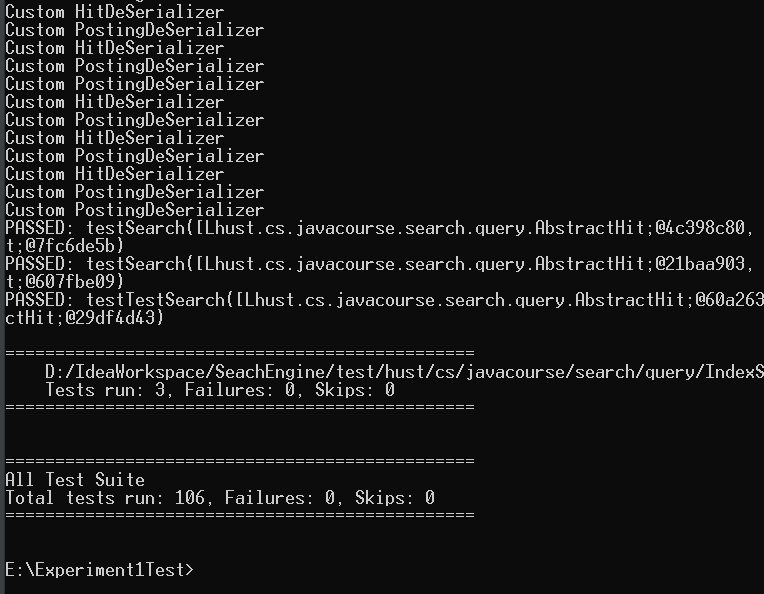 Custom HitDeSerializer
Custom PostingDeSerializer
Custom HitDeSerializer
Custom PostingDeSerializer
Custom PostingDeSerializer
Custom HitDeSerializer
Custom PostingDeSerializer
Custom HitDeSerializer
Custom PostingDeSerializer
Custom HitDeSerializer
Custom PostingDeSerializer
Custom PostingDeSerializer
PASSED: testSearch([Lhust.cs.javacourse.search.query.AbstractHit;@4c398c80,
t;@7fc6de5b)
PASSED: testSearch([Lhust.cs.javacourse.search.query.AbstractHit;@21baa903,
t;@607fbe09)
PASSED: testTestSearch([Lhust.cs.javacourse.search.query.AbstractHit;@60a263
ctHit;@29df4d43)
===============================================
D:/IdeaWorkspace/SeachEngine/test/hust/cs/javacourse/search/query/IndexS
Tests run: 3, Failures: 0, Skips: 0
===============================================
===============================================
All Test Suite
Total tests run: 106, Failures: 0, Skips: 0
===============================================
E:\Experiment1Test>